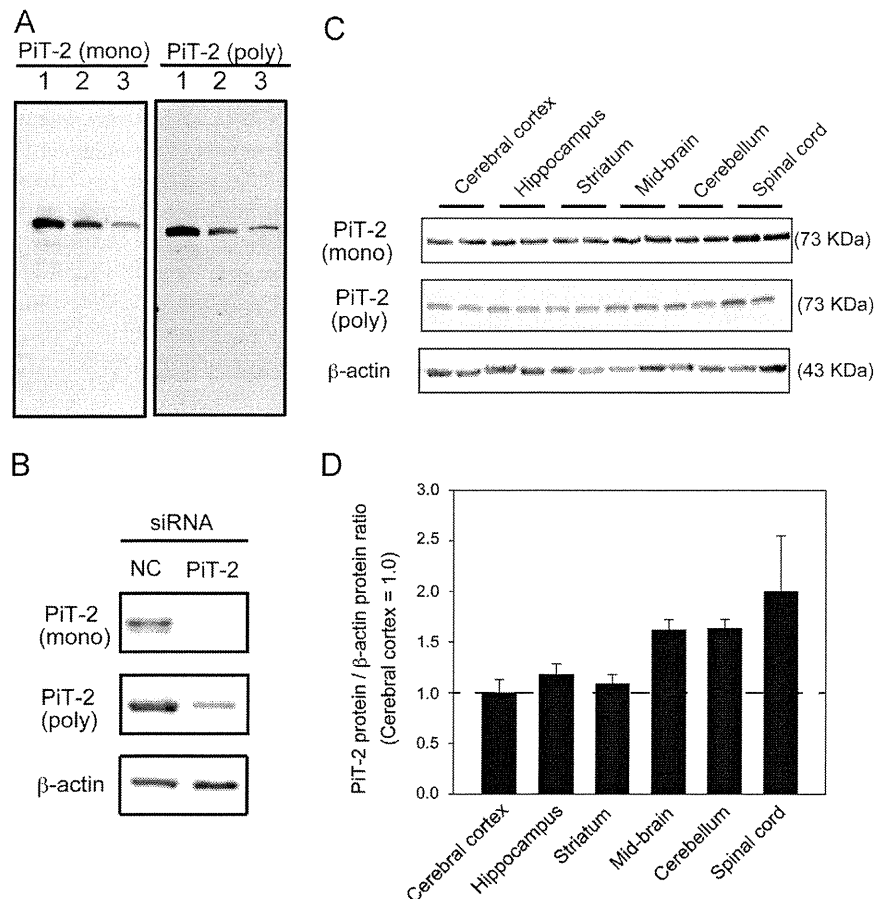 A
PiT-2 (mono)
PiT-2 (poly)
1 2 3
1 2 3
B
siRNA
NC PiT-2
PiT-2
(mono)
PiT-2
(poly)
β-actin
C
Cerebral cortex
Hippocampus
Striatum
Mid-brain
Cerebellum
Spinal cord
PiT-2
(mono)
(73 KDa)
PiT-2
(poly)
(73 KDa)
β-actin
(43 KDa)
D
PiT-2 protein / β-actin protein ratio
(Cerebral cortex = 1.0)
3.0
2.5
2.0
1.5
1.0
0.5
0.0
Cerebral cortex
Hippocampus
Striatum
Mid-brain
Cerebellum
Spinal cord